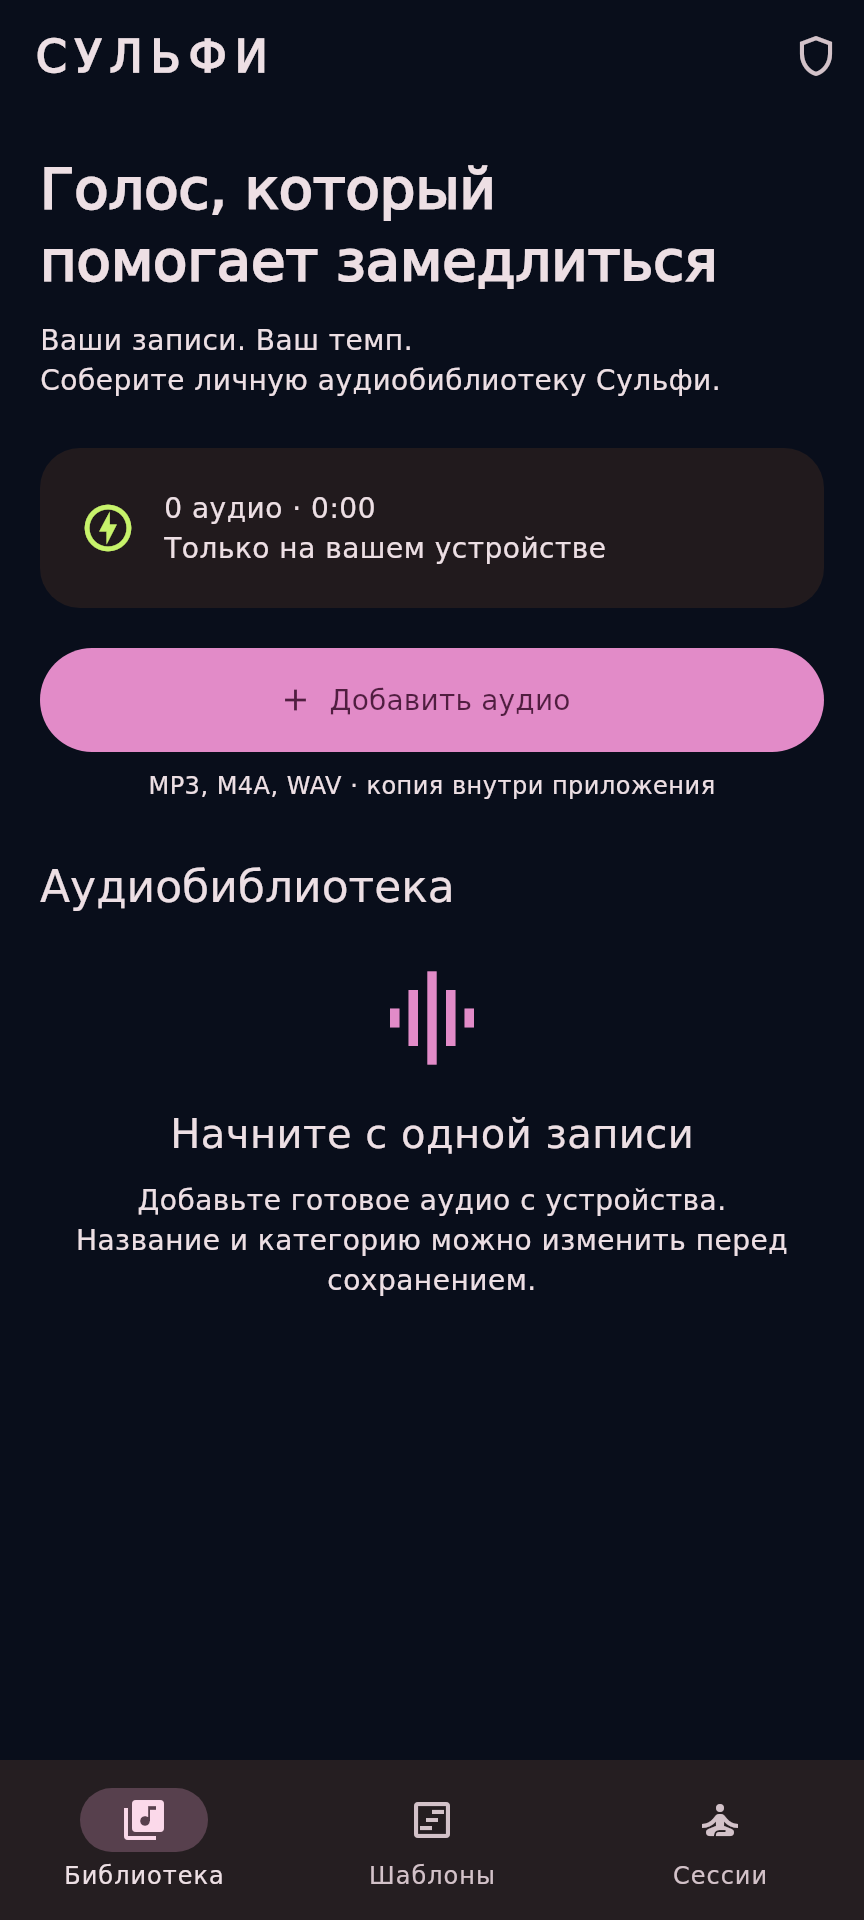 СУЛЬФИ
Голос, который
помогает замедлиться
Ваши записи. Ваш темп.
Соберите личную аудиобиблиотеку Сульфи.
0 аудио · 0:00
Только на вашем устройстве
+ Добавить аудио
MP3, M4A, WAV · копия внутри приложения
Аудиобиблиотека
Начните с одной записи
Добавьте готовое аудио с устройства.
Название и категорию можно изменить перед
сохранением.
Библиотека
Шаблоны
Сессии